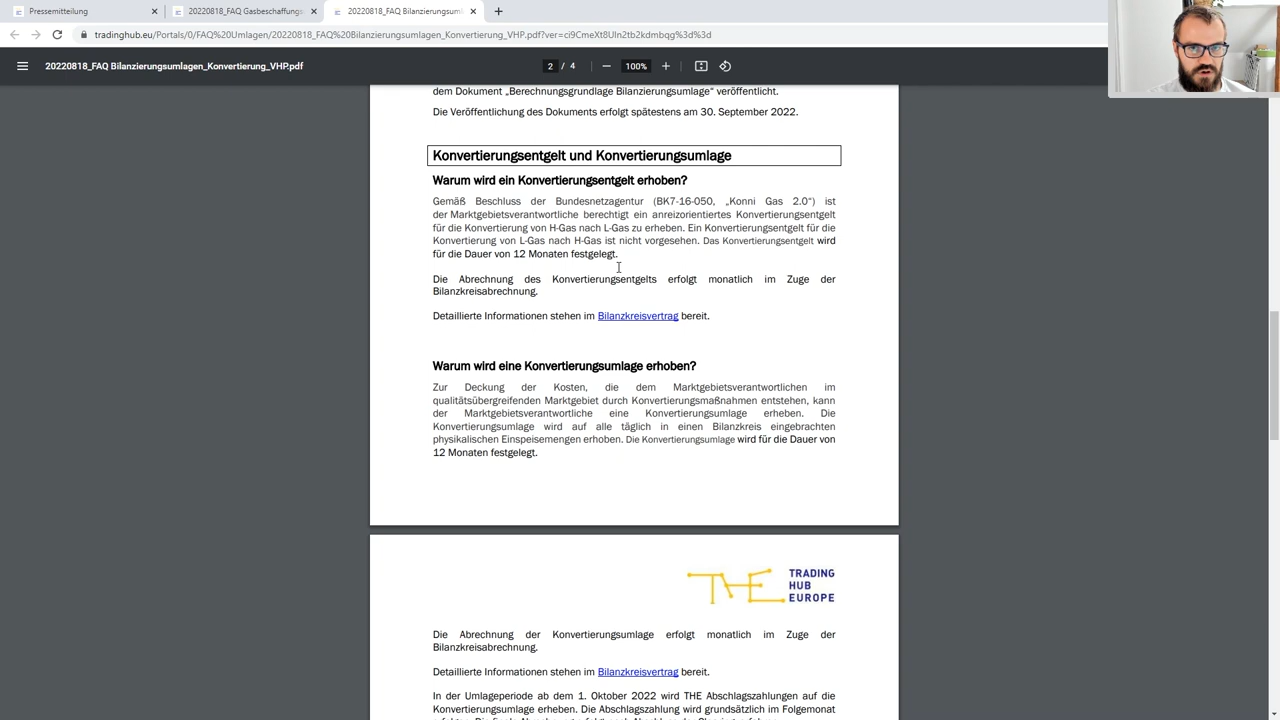 Pressemitteilung
20220818_FAQ Gasbeschaffungs
20220818_FAQ Bilanzierungsumlag
tradinghub.eu/Portals/0/FAQ%20Umlagen/20220818_FAQ%20Bilanzierungsumlagen_Konvertierung_VHP.pdf?ver=ci9CmeXt8Uln2tb2kdmbqg%3d%3d
20220818_FAQ Bilanzierungsumlagen_Konvertierung_VHP.pdf
2 / 4
100%
dem Dokument „Berechnungsgrundlage Bilanzierungsumlage“ veröffentlicht.
Die Veröffentlichung des Dokuments erfolgt spätestens am 30. September 2022.
Konvertierungsentgelt und Konvertierungsumlage
Warum wird ein Konvertierungsentgelt erhoben?
Gemäß Beschluss der Bundesnetzagentur (BK7-16-050, „Konni Gas 2.0“) ist
der Marktgebietsverantwortliche berechtigt ein anreizorientiertes Konvertierungsentgelt
für die Konvertierung von H-Gas nach L-Gas zu erheben. Ein Konvertierungsentgelt für die
Konvertierung von L-Gas nach H-Gas ist nicht vorgesehen. Das Konvertierungsentgelt wird
für die Dauer von 12 Monaten festgelegt.
Die Abrechnung des Konvertierungsentgelts erfolgt monatlich im Zuge der
Bilanzkreisabrechnung.
Detaillierte Informationen stehen im Bilanzkreisvertrag bereit.
Warum wird eine Konvertierungsumlage erhoben?
Zur Deckung der Kosten, die dem Marktgebietsverantwortlichen im
qualitätsübergreifenden Marktgebiet durch Konvertierungsmaßnahmen entstehen, kann
der Marktgebietsverantwortliche eine Konvertierungsumlage erheben. Die
Konvertierungsumlage wird auf alle täglich in einen Bilanzkreis eingebrachten
physikalischen Einspeisemengen erhoben. Die Konvertierungsumlage wird für die Dauer von
12 Monaten festgelegt.
TRADING
HUB
EUROPE
Die Abrechnung der Konvertierungsumlage erfolgt monatlich im Zuge der
Bilanzkreisabrechnung.
Detaillierte Informationen stehen im Bilanzkreisvertrag bereit.
In der Umlageperiode ab dem 1. Oktober 2022 wird THE Abschlagszahlungen auf die
Konvertierungsumlage erheben. Die Abschlagszahlung wird grundsätzlich im Folgemonat